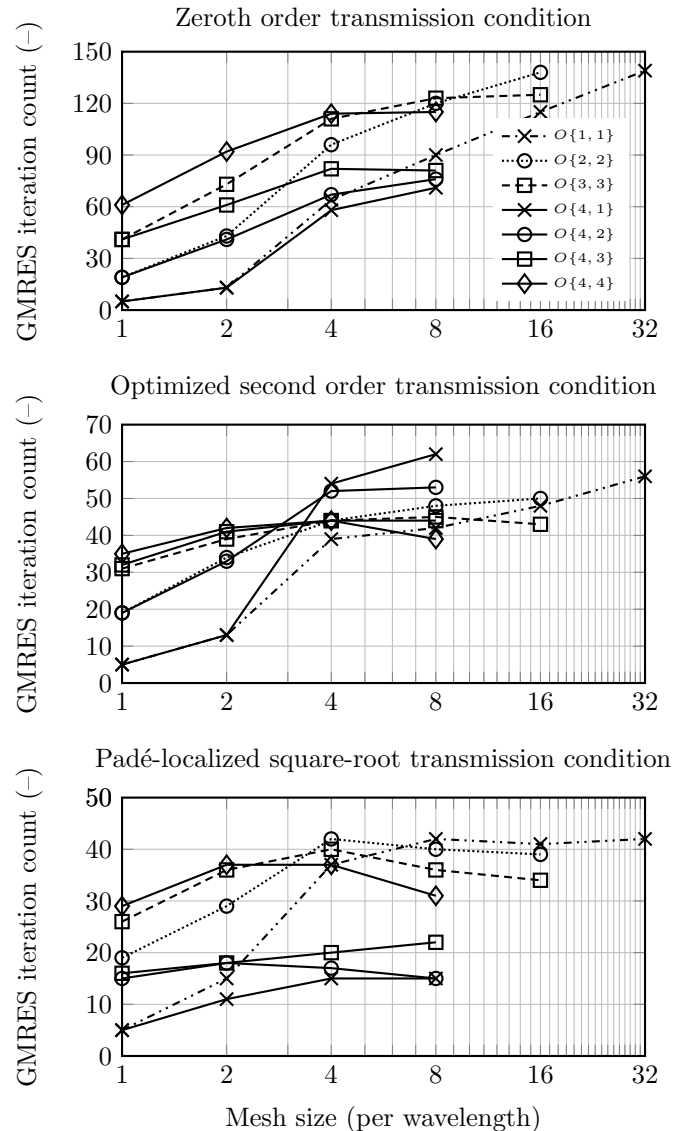 Zeroth order transmission condition
GMRES iteration count (–)
150
120
90
60
30
0
1 2 4 8 16 32
O{1, 1}
O{2, 2}
O{3, 3}
O{4, 1}
O{4, 2}
O{4, 3}
O{4, 4}
Optimized second order transmission condition
GMRES iteration count (–)
70
60
50
40
30
20
10
0
1 2 4 8 16 32
Padé-localized square-root transmission condition
GMRES iteration count (–)
50
40
30
20
10
0
1 2 4 8 16 32
Mesh size (per wavelength)